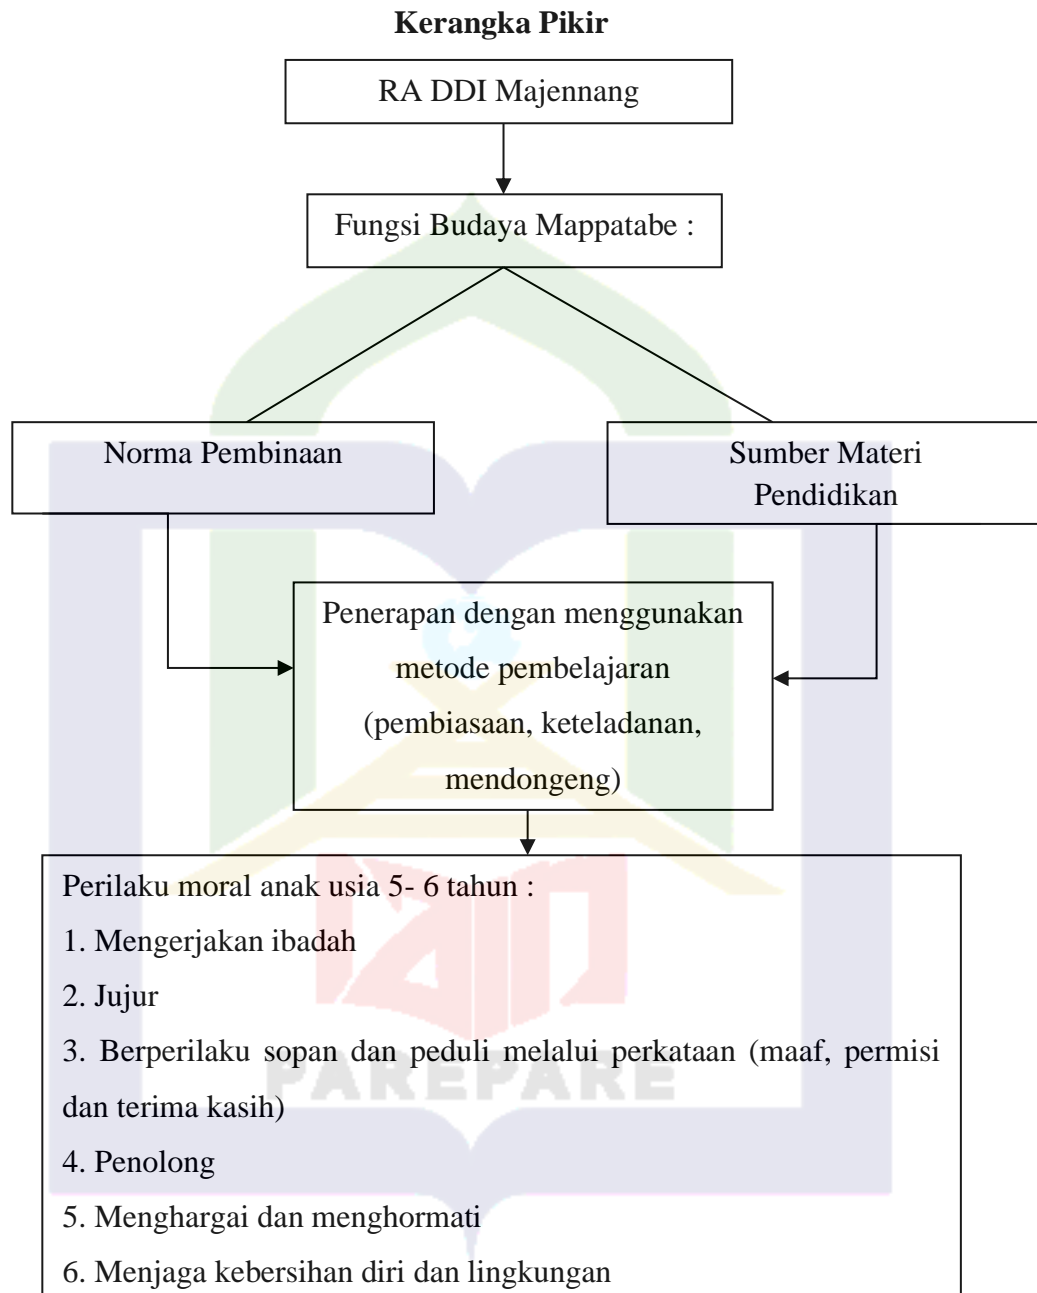 Kerangka Pikir
RA DDI Majennang
Fungsi Budaya Mappatabe :
Norma Pembinaan
Sumber Materi
Pendidikan
Penerapan dengan menggunakan
metode pembelajaran
(pembiasaan, keteladanan,
mendongeng)
Perilaku moral anak usia 5- 6 tahun :
1. Mengerjakan ibadah
2. Jujur
3. Berperilaku sopan dan peduli melalui perkataan (maaf, permisi
dan terima kasih)
PAREPARE
4. Penolong
5. Menghargai dan menghormati
6. Menjaga kebersihan diri dan lingkungan